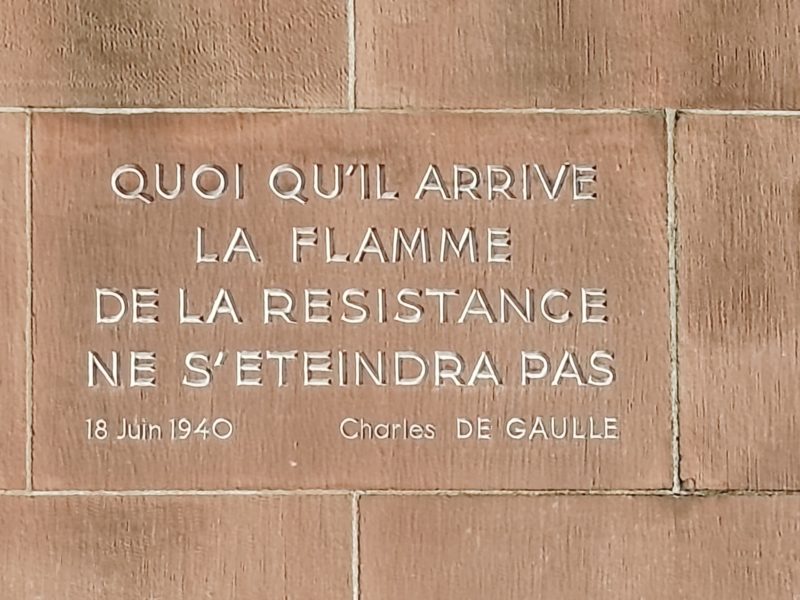 QUOI QU'IL ARRIVE
LA FLAMME
DE LA RESISTANCE
NE S'ETEINDRA PAS
18 Juin 1940 Charles DE GAULLE